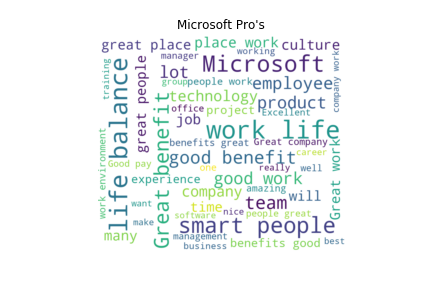 Microsoft Pro's
great place
place work
culture
manager
working
Microsoft
training
life balance
great people
lot
group
people work
employee
company work
technology
product
office
project
Excellent
job
work life
work environment
Great benefit
benefits great
Great company
Great work
good benefit
Good pay
one
really
career
well
experience
good work
company
amazing
will
want
time
team
software
nice
people great
make
smart people
many
management
business
benefits good
best